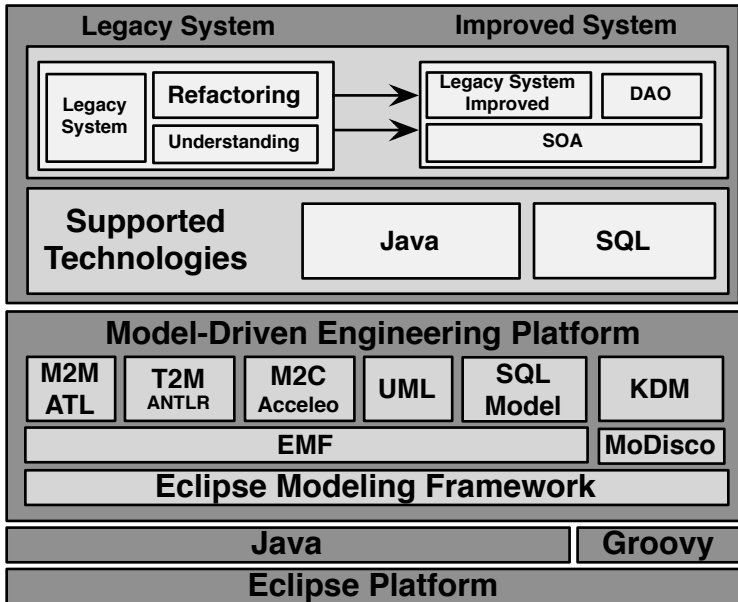 Legacy System
Improved System
Legacy
System
Refactoring
Understanding
Legacy System
Improved
DAO
SOA
Supported
Technologies
Java
SQL
Model-Driven Engineering Platform
M2M
ATL
T2M
ANTLR
M2C
Acceleo
UML
SQL
Model
KDM
EMF
MoDisco
Eclipse Modeling Framework
Java
Groovy
Eclipse Platform